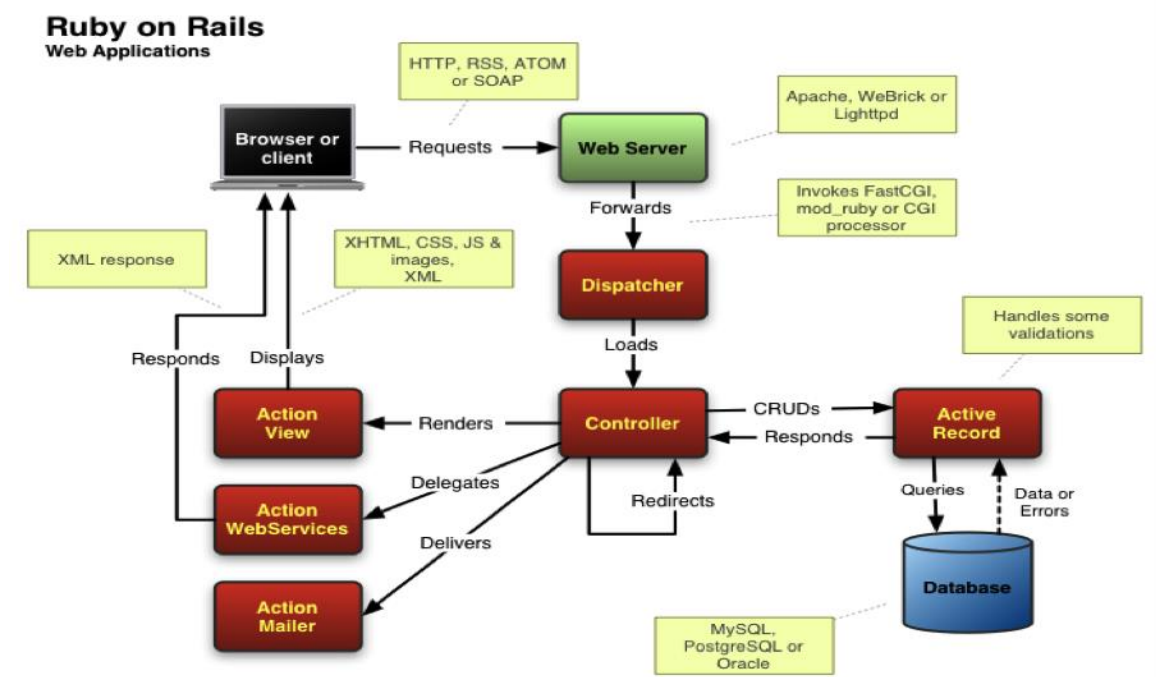 Ruby on Rails
Web Applications
HTTP, RSS, ATOM
or SOAP
Apache, WeBrick or
Lighttpd
Browser or
client
Requests
Web Server
Invokes FastCGI,
mod_ruby or CGI
processor
Forwards
XML response
XHTML, CSS, JS &
images,
XML
Dispatcher
Handles some
validations
Loads
Responds
Displays
Action
View
Renders
Controller
CRUDs
Responds
Active
Record
Delegates
Redirects
Queries
Data or
Errors
Action
WebServices
Delivers
Database
Action
Mailer
MySQL,
PostgreSQL or
Oracle